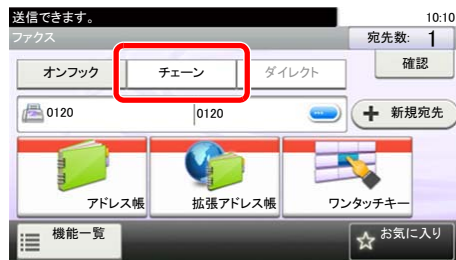 送信できます。 10:10
ファクス 宛先数: 1
オンフック チェーン ダイレクト 確認
0120 0120 新規宛先
アドレス帳 拡張アドレス帳 ワンタッチキー
機能一覧 お気に入り